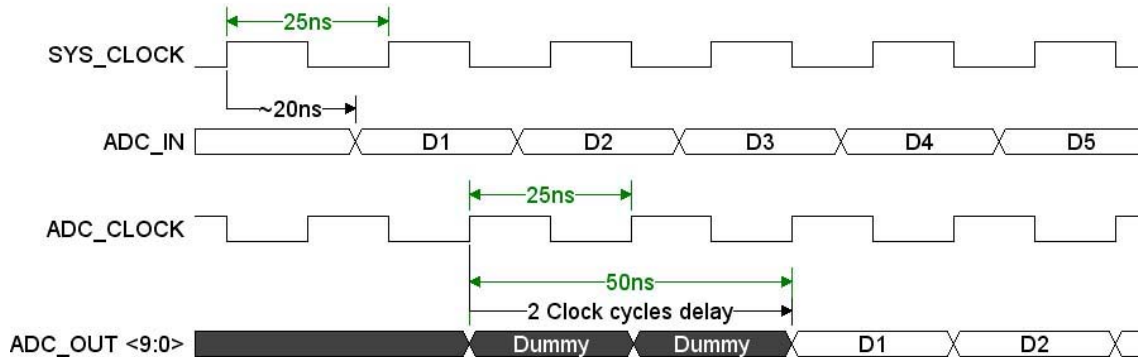 25ns
SYS_CLOCK
~20ns
ADC_IN D1 D2 D3 D4 D5
25ns
ADC_CLOCK
50ns
2 Clock cycles delay
ADC_OUT <9:0> Dummy Dummy D1 D2